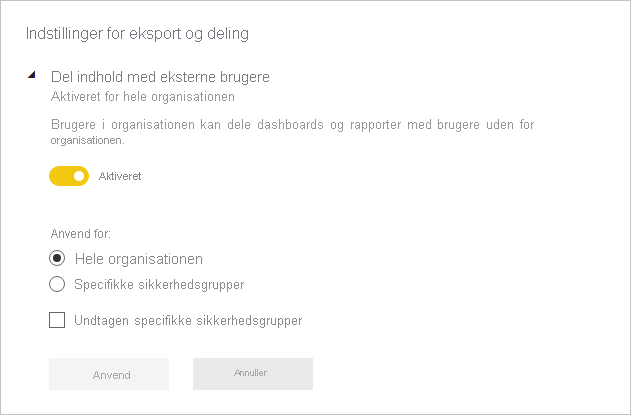 Indstillinger for eksport og deling
Del indhold med eksterne brugere
Aktiveret for hele organisationen
Brugere i organisationen kan dele dashboards og rapporter med brugere uden for
organisationen.
Aktiveret
Anvend for:
Hele organisationen
Specifikke sikkerhedsgrupper
Undtagen specifikke sikkerhedsgrupper
Anvend
Annuller